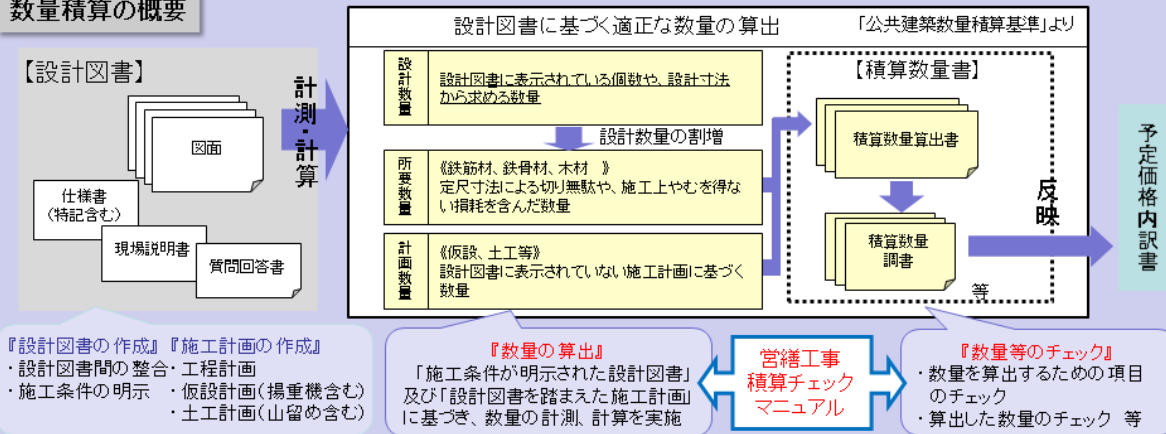 数量積算の概要
設計図書に基づく適正な数量の算出
「公共建築数量積算基準」より
【設計図書】
図面
仕様書
(特記含む)
現場説明書
質問回答書
計測・計算
設計数量
設計図書に表示されている個数や、設計寸法
から求める数量
設計数量の割増
所要数量
《鉄筋材、鉄骨材、木材　》
定尺寸法による切り無駄や、施工上やむを得な
い損耗を含んだ数量
計画数量
《仮設、土工等》
設計図書に表示されていない施工計画に基づく
数量
【積算数量書】
積算数量算出書
積算数量
調書
等
反映
予定価格内訳書
『設計図書の作成』
・設計図書間の整合
・施工条件の明示
『施工計画の作成』
・工程計画
・仮設計画(揚重機含む)
・土工計画(山留め含む)
『数量の算出』
「施工条件が明示された設計図書」
及び「設計図書を踏まえた施工計画」
に基づき、数量の計測、計算を実施
営繕工事
積算チェック
マニュアル
『数量等のチェック』
・数量を算出するための項目
のチェック
・算出した数量のチェック 等